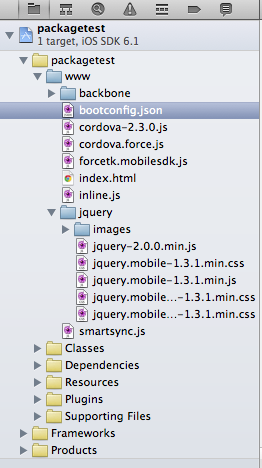 packagetest
1 target, iOS SDK 6.1
packagetest
www
backbone
bootconfig.json
cordova-2.3.0.js
cordova.force.js
forcetk.mobilesdk.js
index.html
inline.js
jquery
images
jquery-2.0.0.min.js
jquery.mobile-1.3.1.min.css
jquery.mobile-1.3.1.min.js
jquery.mobile...-1.3.1.min.css
jquery.mobile...-1.3.1.min.css
smartsync.js
Classes
Dependencies
Resources
Plugins
Supporting Files
Frameworks
Products